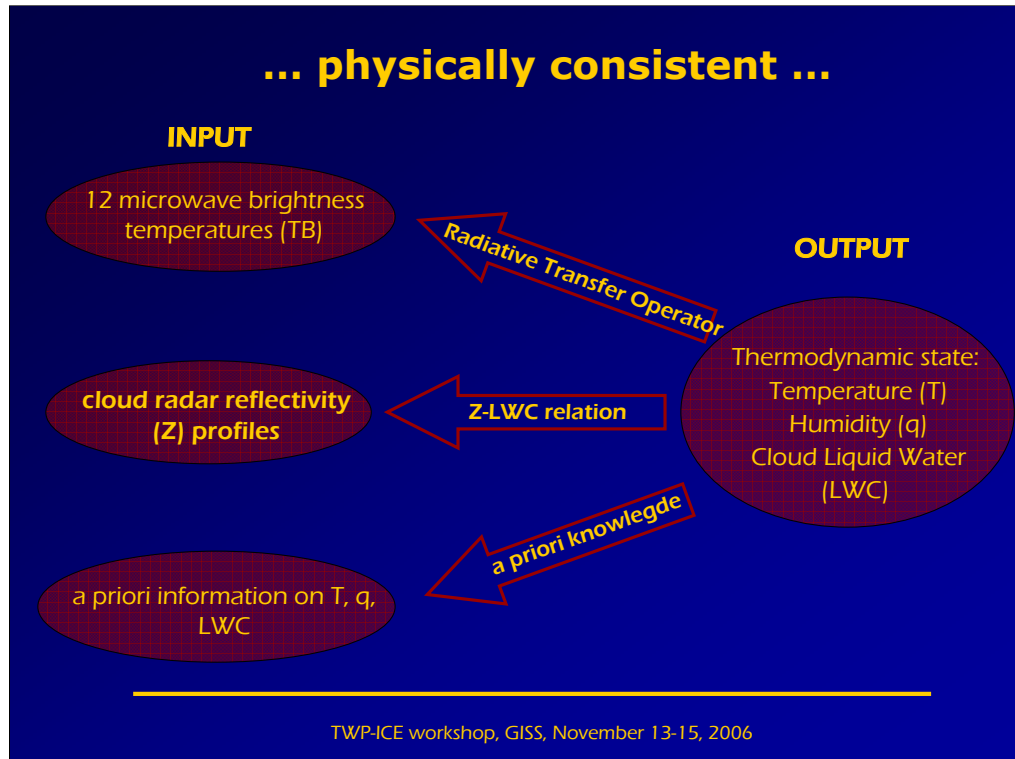 ... physically consistent ...
INPUT
12 microwave brightness
temperatures (TB)
Radiative Transfer Operator
OUTPUT
Thermodynamic state:
Temperature (T)
Humidity (q)
Cloud Liquid Water
(LWC)
cloud radar reflectivity
(Z) profiles
Z-LWC relation
a priori knowlegde
a priori information on T, q,
LWC
TWP-ICE workshop, GISS, November 13-15, 2006